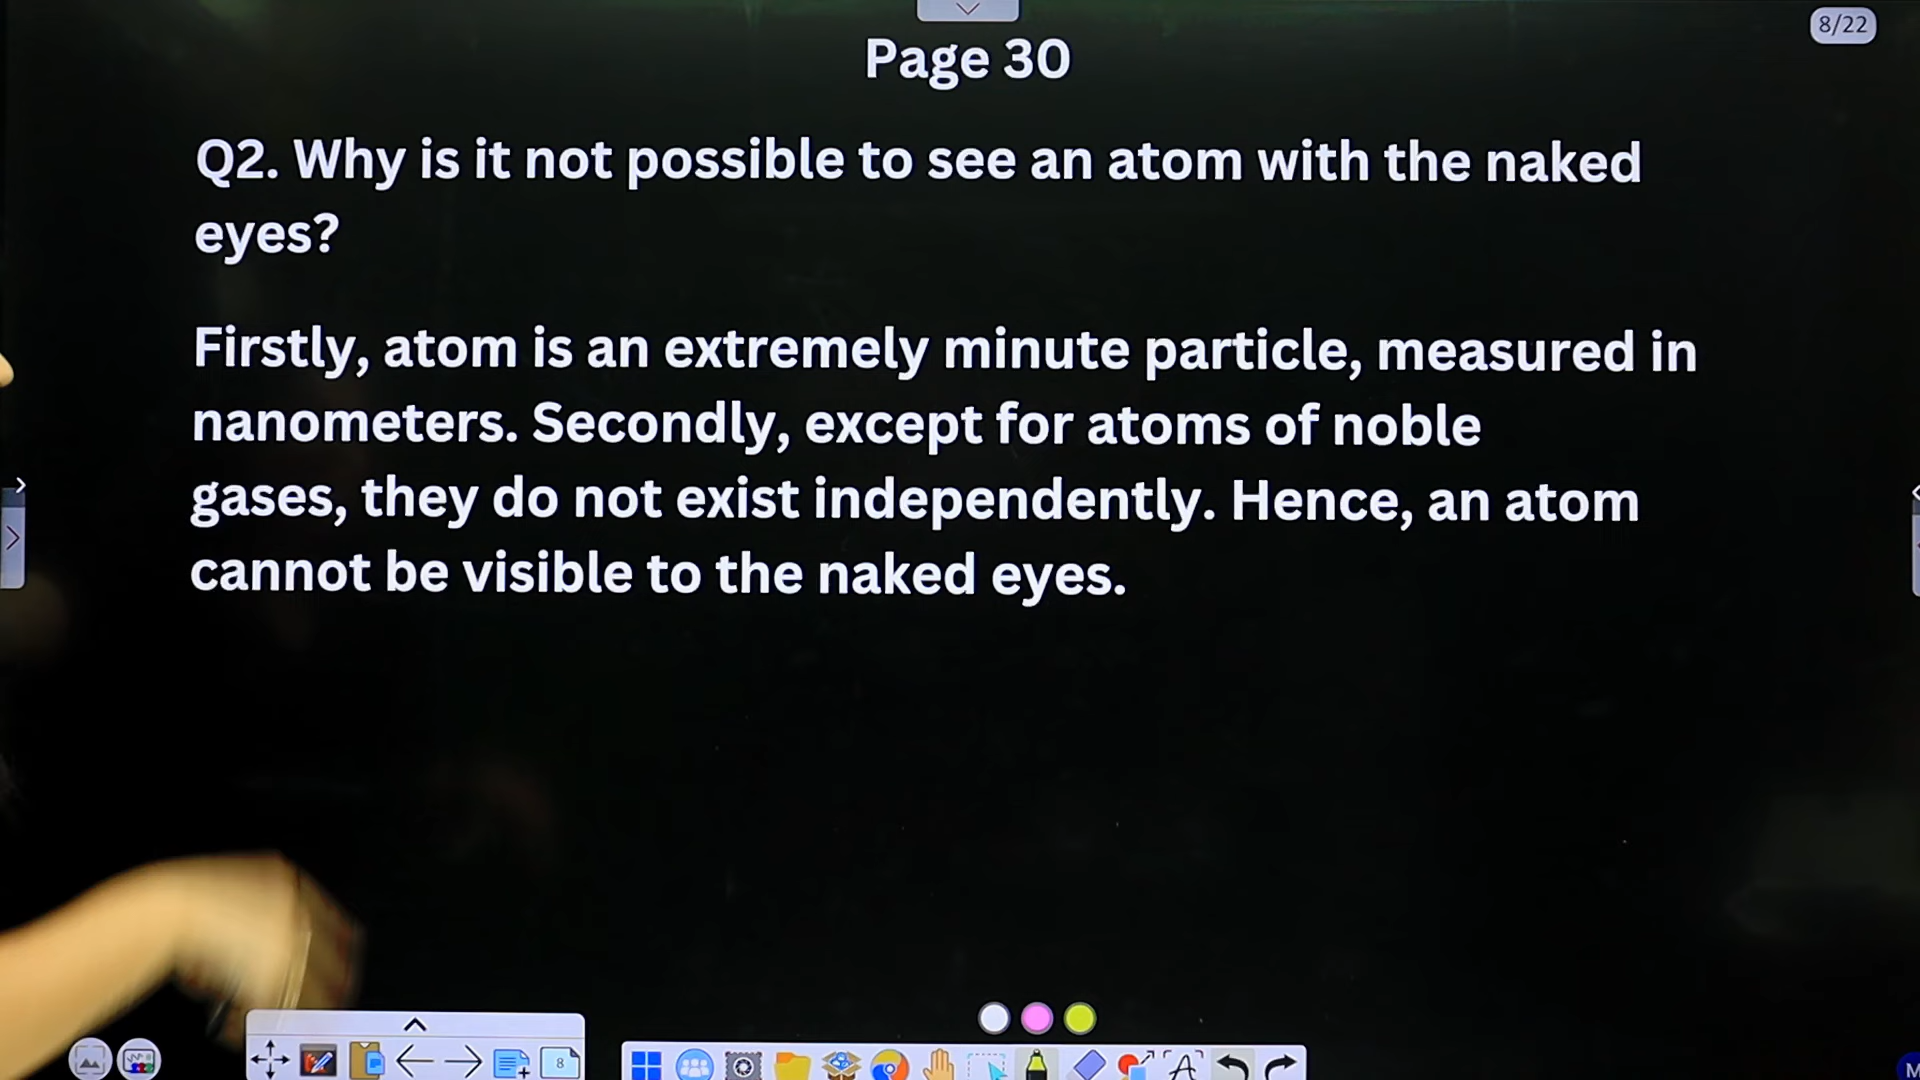 8/22
Page 30
Q2. Why is it not possible to see an atom with the naked
eyes?
Firstly, atom is an extremely minute particle, measured in
nanometers. Secondly, except for atoms of noble
gases, they do not exist independently. Hence, an atom
cannot be visible to the naked eyes.
8
M